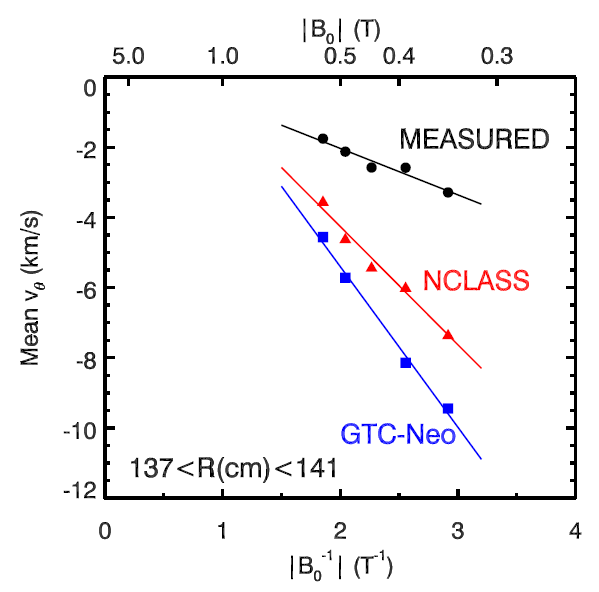 |B₀| (T)
5.0 1.0 0.5 0.4 0.3
0
-2
-4
-6
-8
-10
-12
Mean vθ (km/s)
MEASURED
NCLASS
GTC-Neo
137<R(cm)<141
0 1 2 3 4
|B₀⁻¹| (T⁻¹)